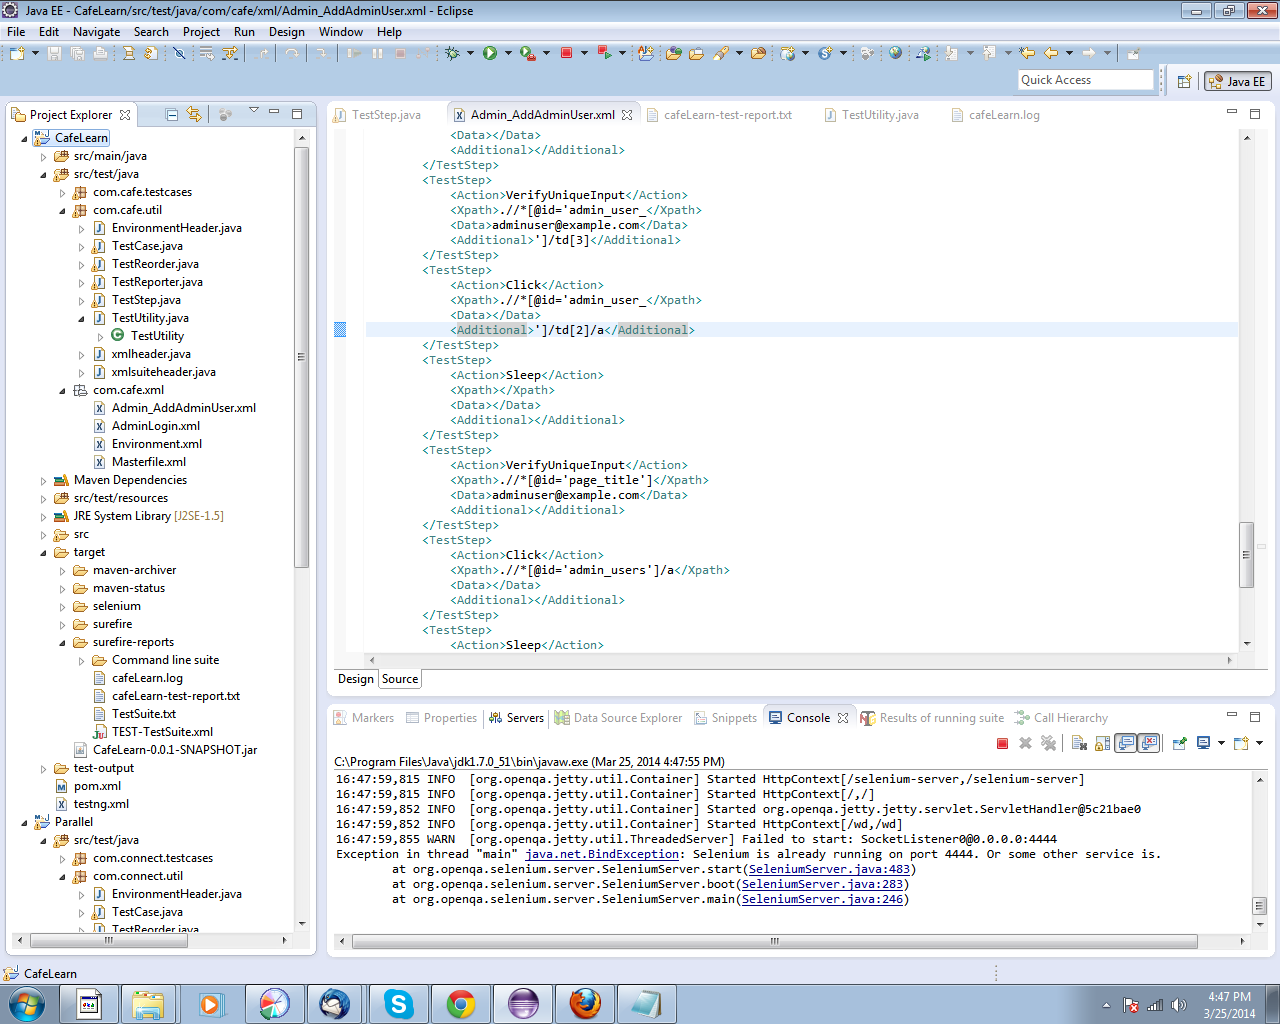 Java EE - CafeLearn/src/test/java/com/cafe/xml/Admin_AddAdminUser.xml - Eclipse
File Edit Navigate Search Project Run Design Window Help
Quick Access
Java EE
Project Explorer
CafeLearn
src/main/java
src/test/java
com.cafe.testcases
com.cafe.util
EnvironmentHeader.java
TestCase.java
TestReorder.java
TestReporter.java
TestStep.java
TestUtility.java
TestUtility
xmlheader.java
xmlsuiteheader.java
com.cafe.xml
Admin_AddAdminUser.xml
AdminLogin.xml
Environment.xml
Masterfile.xml
Maven Dependencies
src/test/resources
JRE System Library [J2SE-1.5]
src
target
maven-archiver
maven-status
selenium
surefire
surefire-reports
Command line suite
cafeLearn.log
cafeLearn-test-report.txt
TestSuite.txt
TEST-TestSuite.xml
CafeLearn-0.0.1-SNAPSHOT.jar
test-output
pom.xml
testng.xml
Parallel
src/test/java
com.connect.testcases
com.connect.util
EnvironmentHeader.java
TestCase.java
TestReorder.java
TestStep.java Admin_AddAdminUser.xml cafeLearn-test-report.txt TestUtility.java cafeLearn.log
<Data></Data>
<Additional></Additional>
</TestStep>
<TestStep>
<Action>VerifyUniqueInput</Action>
<Xpath>.//*[@id='admin_user_</Xpath>
<Data>adminuser@example.com</Data>
<Additional>']/td[3]</Additional>
</TestStep>
<TestStep>
<Action>Click</Action>
<Xpath>.//*[@id='admin_user_</Xpath>
<Data></Data>
<Additional>']/td[2]/a</Additional>
</TestStep>
<TestStep>
<Action>Sleep</Action>
<Xpath></Xpath>
<Data></Data>
<Additional></Additional>
</TestStep>
<TestStep>
<Action>VerifyUniqueInput</Action>
<Xpath>.//*[@id='page_title']</Xpath>
<Data>adminuser@example.com</Data>
<Additional></Additional>
</TestStep>
<TestStep>
<Action>Click</Action>
<Xpath>.//*[@id='admin_users']/a</Xpath>
<Data></Data>
<Additional></Additional>
</TestStep>
<TestStep>
<Action>Sleep</Action>
Design Source
Markers Properties Servers Data Source Explorer Snippets Console Results of running suite Call Hierarchy
C:\Program Files\Java\jdk1.7.0_51\bin\javaw.exe (Mar 25, 2014 4:47:55 PM)
16:47:59,815 INFO [org.openqa.jetty.util.Container] Started HttpContext[/selenium-server,/selenium-server]
16:47:59,815 INFO [org.openqa.jetty.util.Container] Started HttpContext[/,/]
16:47:59,852 INFO [org.openqa.jetty.util.Container] Started org.openqa.jetty.jetty.servlet.ServletHandler@5c21bae0
16:47:59,852 INFO [org.openqa.jetty.util.Container] Started HttpContext[/wd,/wd]
16:47:59,855 WARN [org.openqa.jetty.util.ThreadedServer] Failed to start: SocketListener0@0.0.0.0:4444
Exception in thread "main" java.net.BindException: Selenium is already running on port 4444. Or some other service is.
at org.openqa.selenium.server.SeleniumServer.start(SeleniumServer.java:483)
at org.openqa.selenium.server.SeleniumServer.boot(SeleniumServer.java:283)
at org.openqa.selenium.server.SeleniumServer.main(SeleniumServer.java:246)
CafeLearn
4:47 PM
3/25/2014